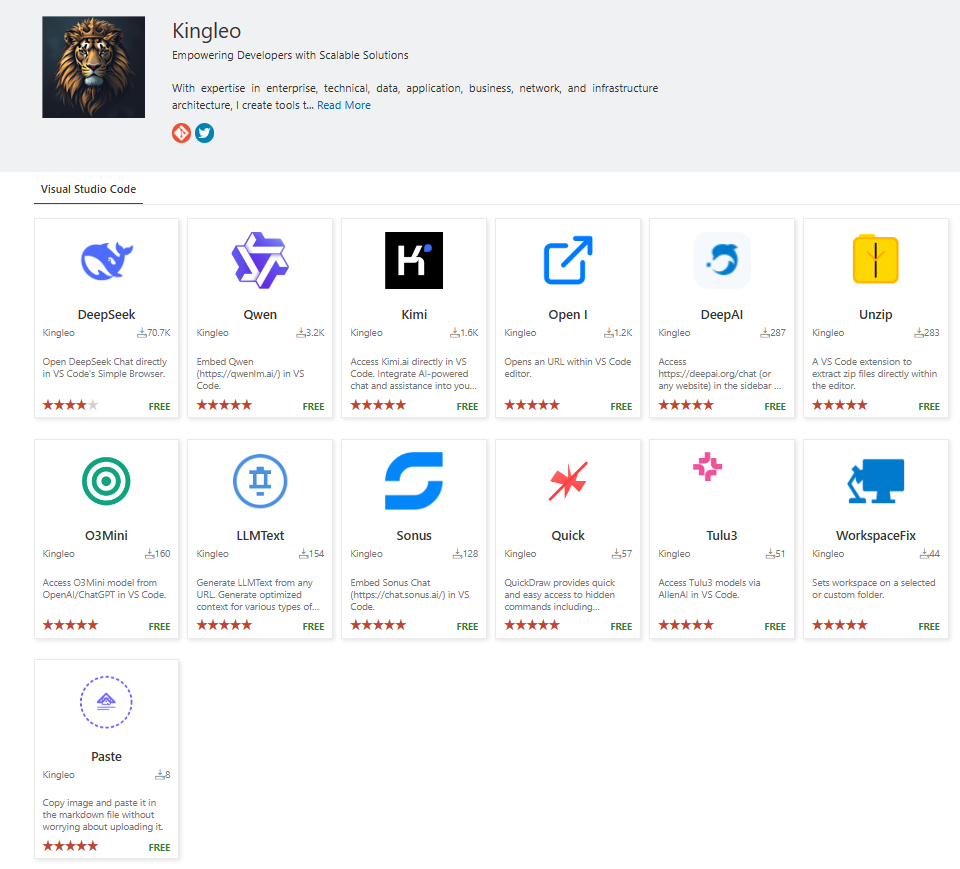 Kingleo
Empowering Developers with Scalable Solutions
With expertise in enterprise, technical, data, application, business, network, and infrastructure
architecture, I create tools t... Read More
Visual Studio Code
DeepSeek
Kingleo 70.7K
Open DeepSeek Chat directly
in VS Code's Simple Browser.
FREE
Qwen
Kingleo 3.2K
Embed Qwen
(https://qwenlm.ai/) in VS
Code.
FREE
Kimi
Kingleo 1.6K
Access Kimi.ai directly in VS
Code. Integrate AI-powered
chat and assistance into you...
FREE
Open I
Kingleo 1.2K
Opens an URL within VS Code
editor.
FREE
DeepAI
Kingleo 287
Access
https://deepai.org/chat (or
any website) in the sidebar ...
FREE
Unzip
Kingleo 283
A VS Code extension to
extract zip files directly within
the editor.
FREE
O3Mini
Kingleo 160
Access O3Mini model from
OpenAI/ChatGPT in VS Code.
FREE
LLMText
Kingleo 154
Generate LLMText from any
URL. Generate optimized
context for various types of...
FREE
Sonus
Kingleo 128
Embed Sonus Chat
(https://chat.sonus.ai/) in VS
Code.
FREE
Quick
Kingleo 57
QuickDraw provides quick
and easy access to hidden
commands including...
FREE
Tulu3
Kingleo 51
Access Tulu3 models via
AllenAI in VS Code.
FREE
WorkspaceFix
Kingleo 44
Sets workspace on a selected
or custom folder.
FREE
Paste
Kingleo 8
Copy image and paste it in
the markdown file without
worrying about uploading it.
FREE